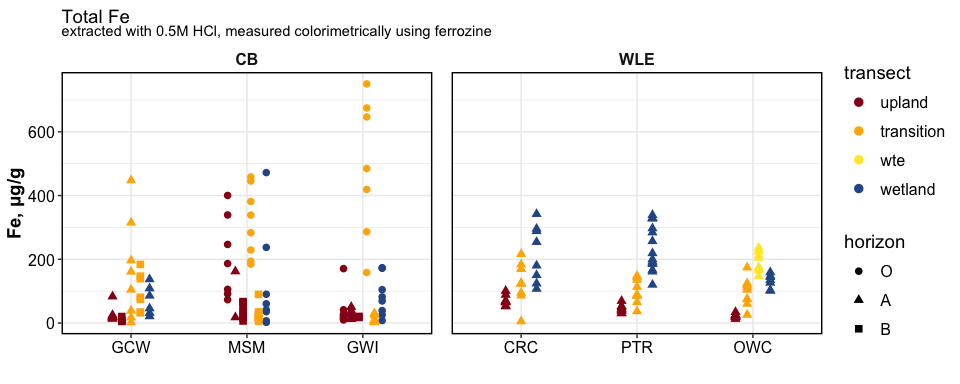 Total Fe
extracted with 0.5M HCl, measured colorimetrically using ferrozine
CB
WLE
Fe, μg/g
600
400
200
0
GCW
MSM
GWI
CRC
PTR
OWC
transect
upland
transition
wte
wetland
horizon
O
A
B